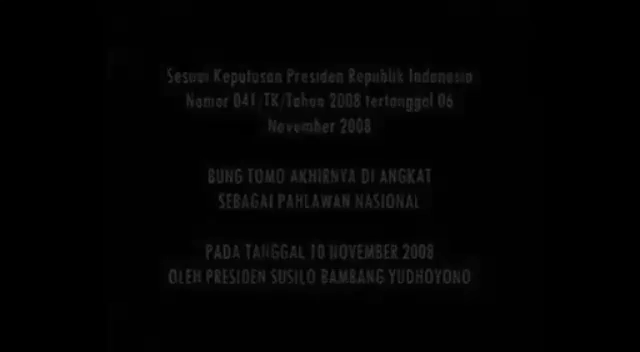 Sesuai Keputusan Presiden Republik Indonesia
Nomor 041/TK/Tahun 2008 tertanggal 06
November 2008
BUNG TOMO AKHIRNYA DI ANGKAT
SEBAGAI PAHLAWAN NASIONAL
PADA TANGGAL 10 NOVEMBER 2008
OLEH PRESIDEN SUSILO BAMBANG YUDHOYONO